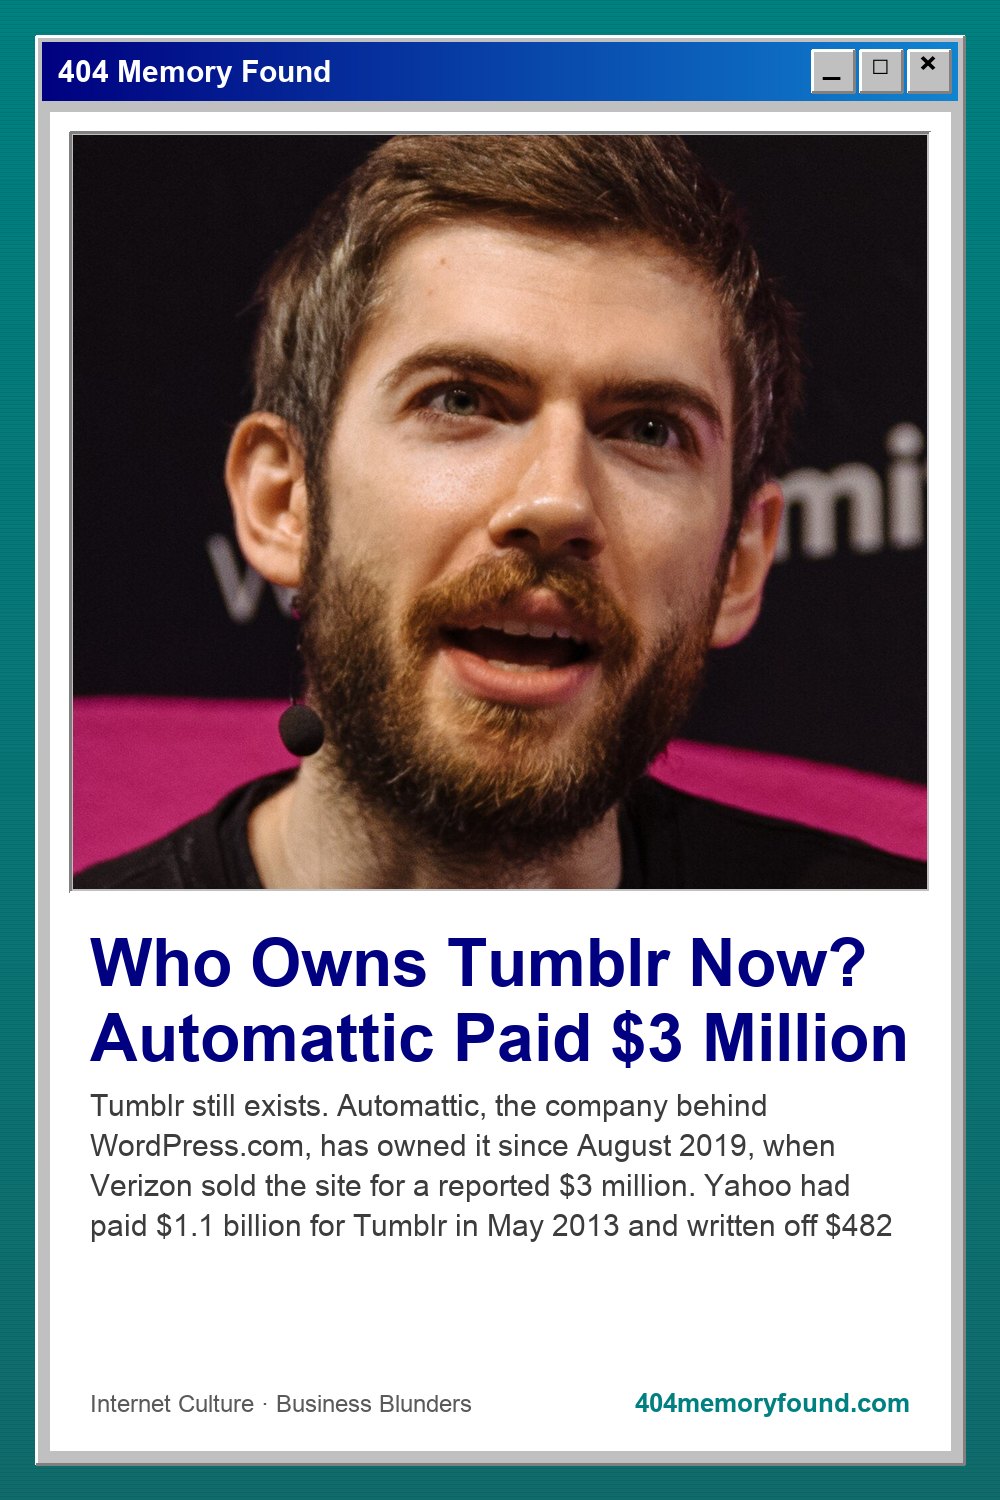 404 Memory Found
W mi
Who Owns Tumblr Now?
Automattic Paid $3 Million
Tumblr still exists. Automattic, the company behind
WordPress.com, has owned it since August 2019, when
Verizon sold the site for a reported $3 million. Yahoo had
paid $1.1 billion for Tumblr in May 2013 and written off $482
Internet Culture · Business Blunders
404memoryfound.com